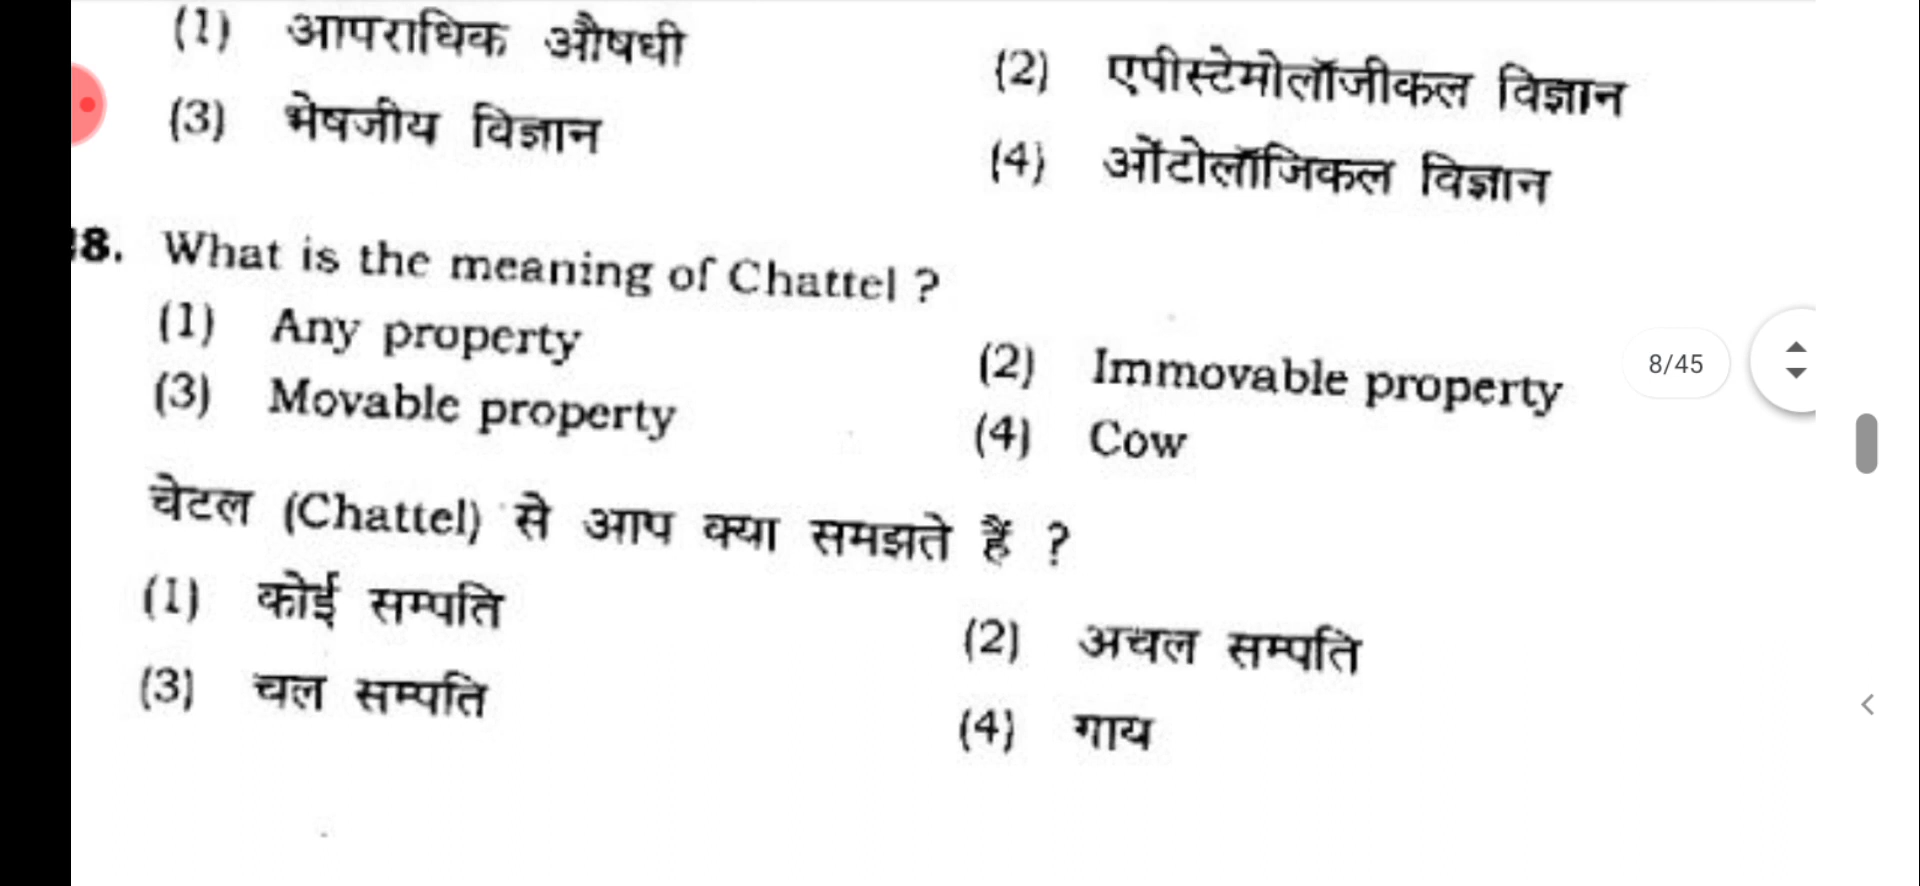 (1) आपराधिक औषधी (2) एपीस्टेमोलॉजीकल विज्ञान
(3) भेषजीय विज्ञान (4) ओंटोलॉजिकल विज्ञान
8. What is the meaning of Chattel ?
(1) Any property (2) Immovable property
(3) Movable property (4) Cow
चेटल (Chattel) से आप क्या समझते हैं ?
(1) कोई सम्पति (2) अचल सम्पति
(3) चल सम्पति (4) गाय
8/45